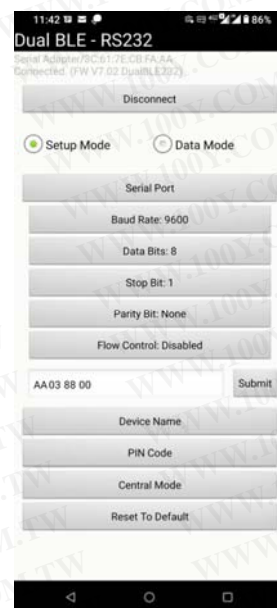 11:42
86%
Dual BLE - RS232
Serial Adapter/3C:61:7E:CB:FA:AA
Connected. (FW V7.02 DualBLE232)
Disconnect
Setup Mode Data Mode
Serial Port
Baud Rate: 9600
Data Bits: 8
Stop Bit: 1
Parity Bit: None
Flow Control: Disabled
AA 03 88 00 Submit
Device Name
PIN Code
Central Mode
Reset To Default